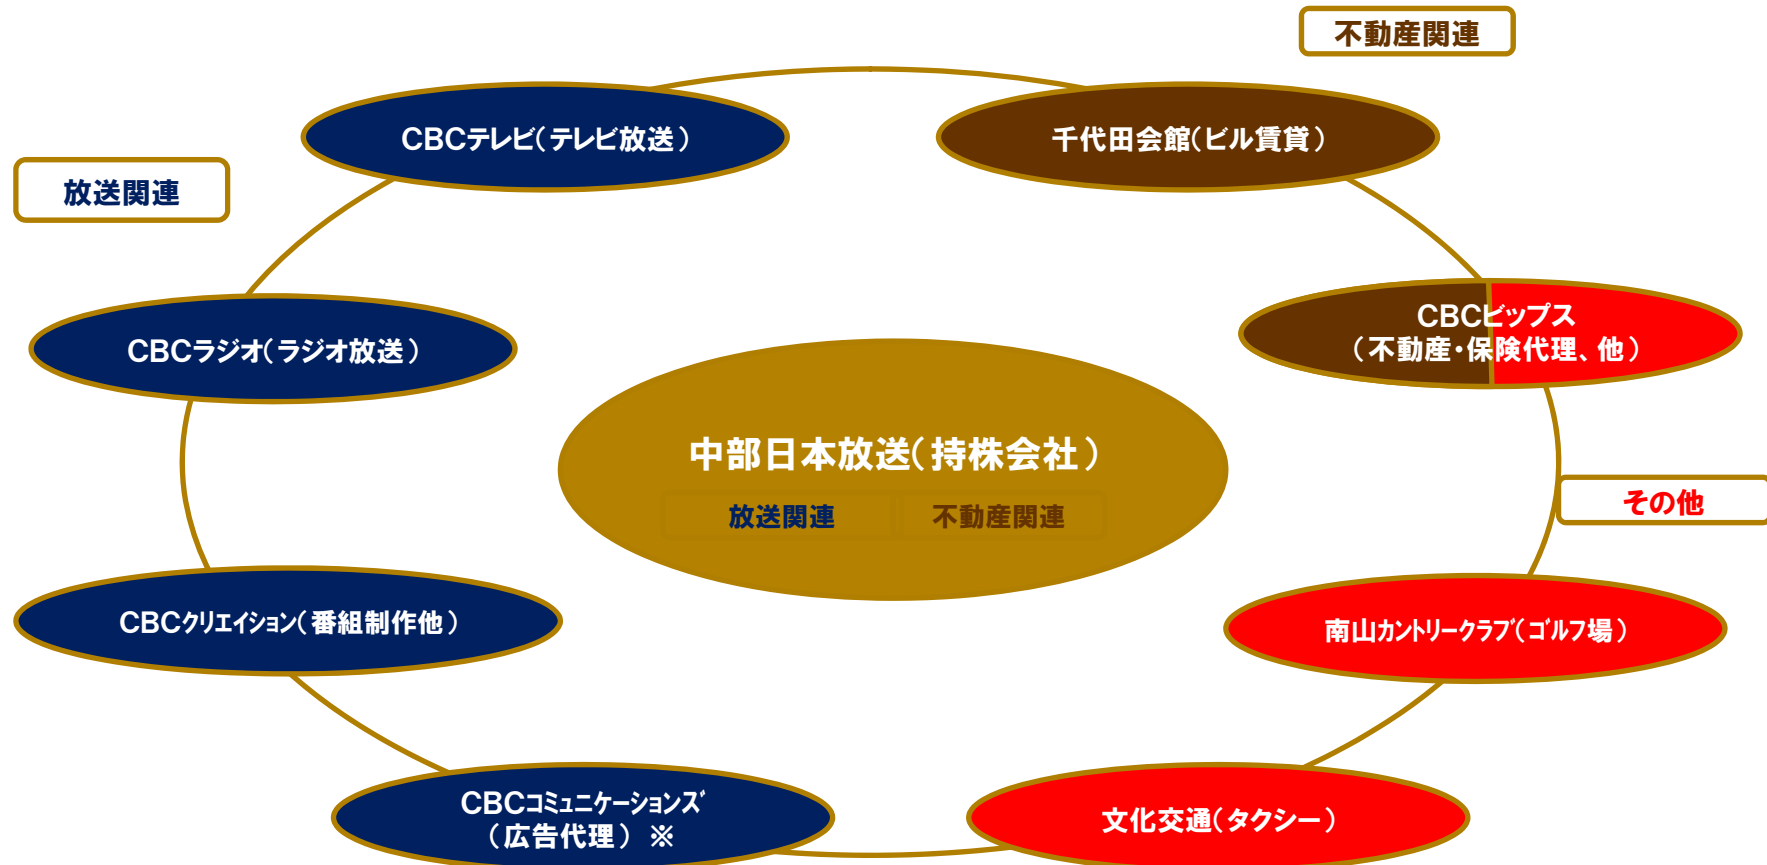 不動産関連
CBCテレビ(テレビ放送)
千代田会館(ビル賃貸)
放送関連
CBCビップス
(不動産・保険代理、他)
CBCラジオ(ラジオ放送)
中部日本放送(持株会社)
放送関連 不動産関連
その他
CBCクリエイション(番組制作他)
南山カントリークラブ(ゴルフ場)
CBCコミュニケーションズ
(広告代理) ※
文化交通(タクシー)